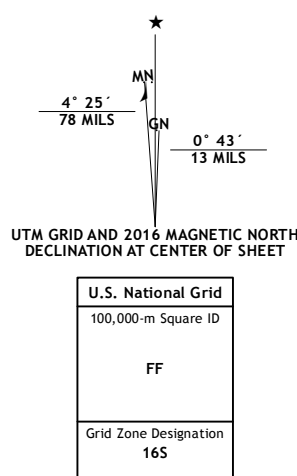 ★
MN
4° 25´
78 MILS
GN
0° 43´
13 MILS
UTM GRID AND 2016 MAGNETIC NORTH
DECLINATION AT CENTER OF SHEET
U.S. National Grid
100,000-m Square ID
FF
Grid Zone Designation
16S